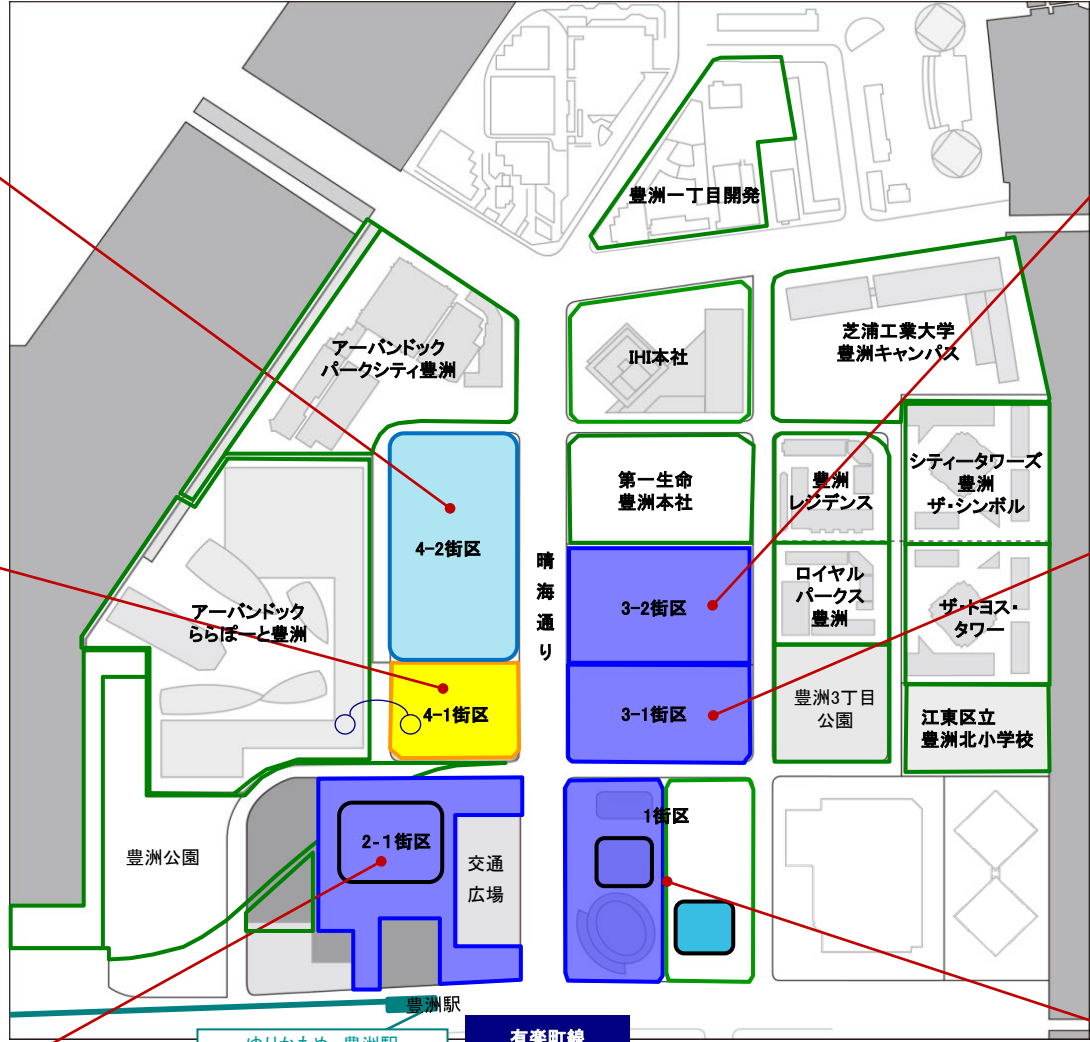 豊洲一丁目開発
アーバンドック
パークシティ豊洲
IHI本社
芝浦工業大学
豊洲キャンパス
4-2街区
晴海通り
第一生命
豊洲本社
豊洲
レジデンス
シティータワーズ
豊洲
ザ・シンボル
アーバンドック
ららぽーと豊洲
3-2街区
ロイヤル
パークス
豊洲
ザ・トヨス・
タワー
4-1街区
3-1街区
豊洲3丁目
公園
江東区立
豊洲北小学校
豊洲公園
2-1街区
交通
広場
1街区
豊洲駅
ゆりかもめ 豊洲駅
有楽町線